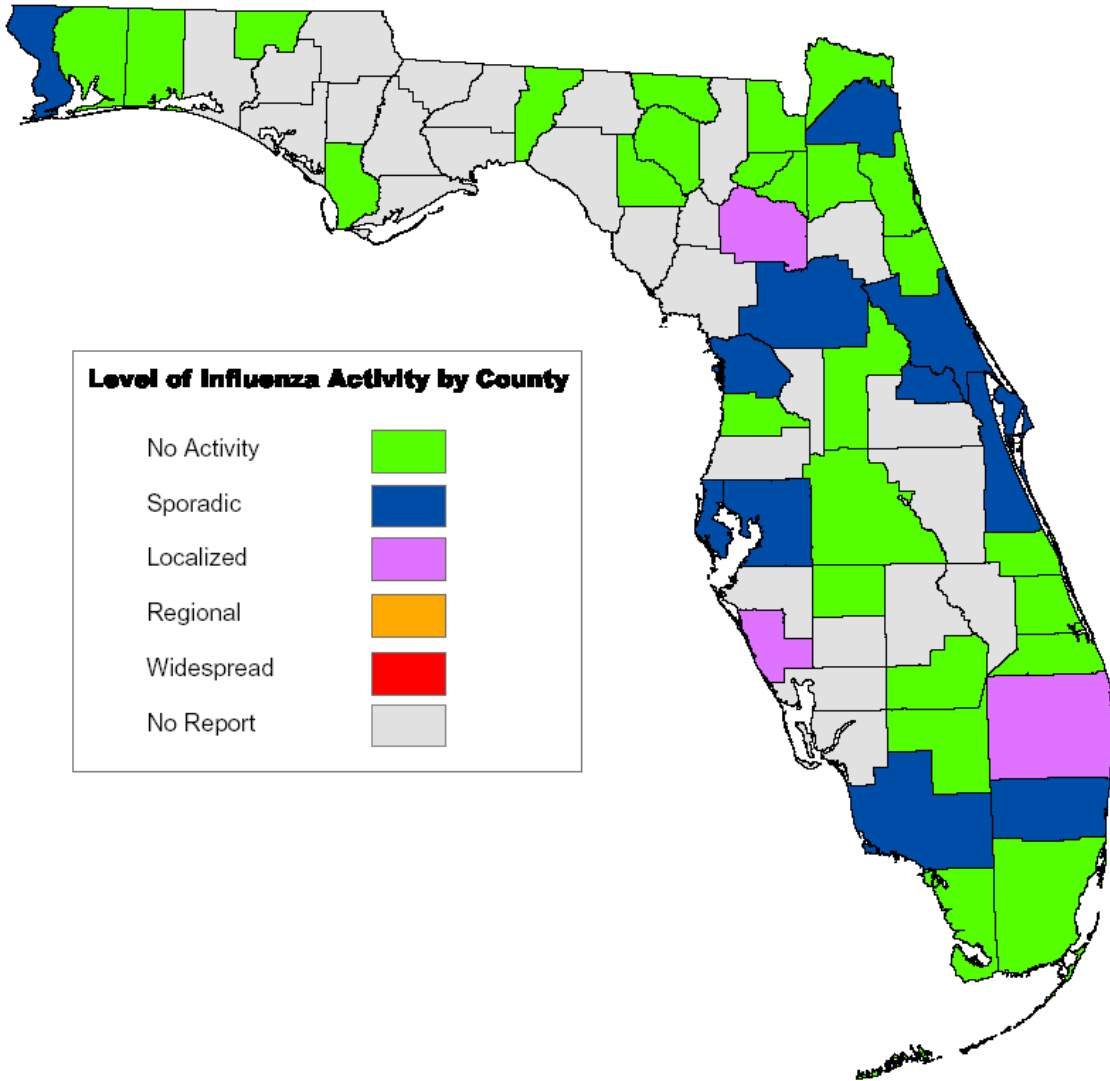 Level of Influenza Activity by County
No Activity
Sporadic
Localized
Regional
Widespread
No Report